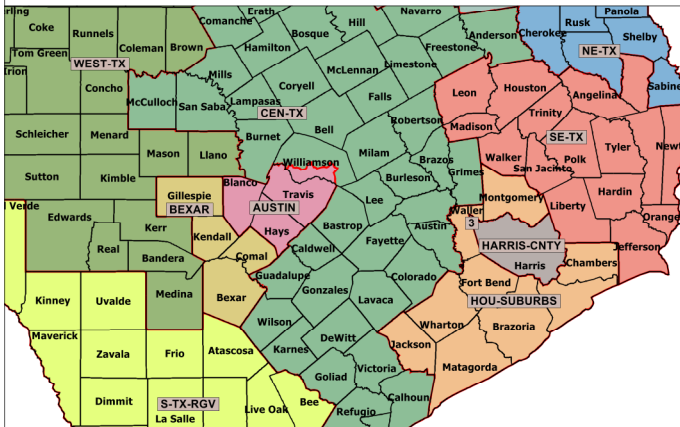 arling
Erath
Navarro
Panola
Coke
Runnels
Comanche
Bosque
Hill
Rusk
Anderson
Cherokee
Shelby
Tom Green
Coleman
Brown
Hamilton
Freestone
NE-TX
WEST-TX
Limestone
Irion
Mills
McLennan
Concho
Coryell
Leon
Houston
Sabine
McCulloch
San Saba
Lampasas
Falls
Angelina
CEN-TX
Trinity
Schleicher
Menard
Burnet
Bell
Robertson
Madison
SE-TX
Tyler
Newt
Mason
Llano
Milam
Walker
Polk
Williamson
Brazos
San Jacinto
Sutton
Kimble
Blanco
Burleson
Grimes
Gillespie
Travis
Hardin
Verde
BEXAR
AUSTIN
Lee
Montgomery
Liberty
Edwards
Kerr
Waller
Orange
Kendall
Hays
Bastrop
Austin
3
Real
Fayette
HARRIS-CNTY
Jefferson
Bandera
Comal
Caldwell
Harris
Chambers
Guadalupe
Colorado
Fort Bend
Kinney
Uvalde
Medina
Bexar
Gonzales
Lavaca
HOU-SUBURBS
Wilson
Wharton
Brazoria
Maverick
DeWitt
Jackson
Zavala
Frio
Atascosa
Karnes
Matagorda
Goliad
Victoria
Dimmit
S-TX-RGV
Calhoun
La Salle
Live Oak
Bee
Refugio